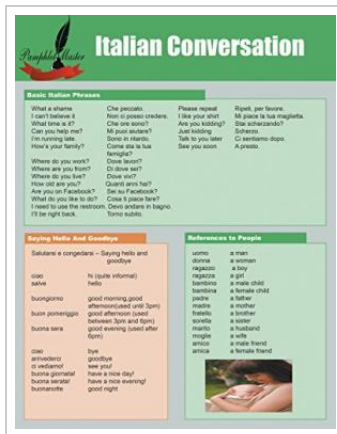 Pamphlet Master
Italian Conversation
Basic Italian Phrases
What a shame Che peccato.
I can't believe it Non ci posso credere.
What time is it? Che ore sono?
Can you help me? Mi puoi aiutare?
I'm running late. Sono in ritardo.
How's your family? Come sta la tua
famiglia?
Where do you work? Dove lavori?
Where are you from? Di dove sei?
Where do you live? Dove vivi?
How old are you? Quanti anni hai?
Are you on Facebook? Sei su Facebook?
What do you like to do? Cosa ti piace fare?
I need to use the restroom. Devo andare in bagno.
I'll be right back. Torno subito.
Please repeat Ripeti, per favore.
I like your shirt Mi piace la tua maglietta.
Are you kidding? Stai scherzando?
Just kidding Scherzo.
Talk to you later Ci sentiamo dopo.
See you soon A presto.
Saying Hello And Goodbye
Salutarsi e congedarsi – Saying hello and
goodbye
ciao hi (quite informal)
salve hello
buongiorno good morning,good
afternoon(used until 3pm)
buon pomeriggio good afternoon (used
between 3pm and 6pm)
buona sera good evening (used after
6pm)
ciao bye
arrivederci goodbye
ci vediamo! see you!
buona giornata! have a nice day!
buona serata! have a nice evening!
buonanotte good night
References to People
uomo a man
donna a woman
ragazzo a boy
ragazza a girl
bambino a male child
bambina a female child
padre a father
madre a mother
fratello a brother
sorella a sister
marito a husband
moglie a wife
amico a male friend
amica a female friend